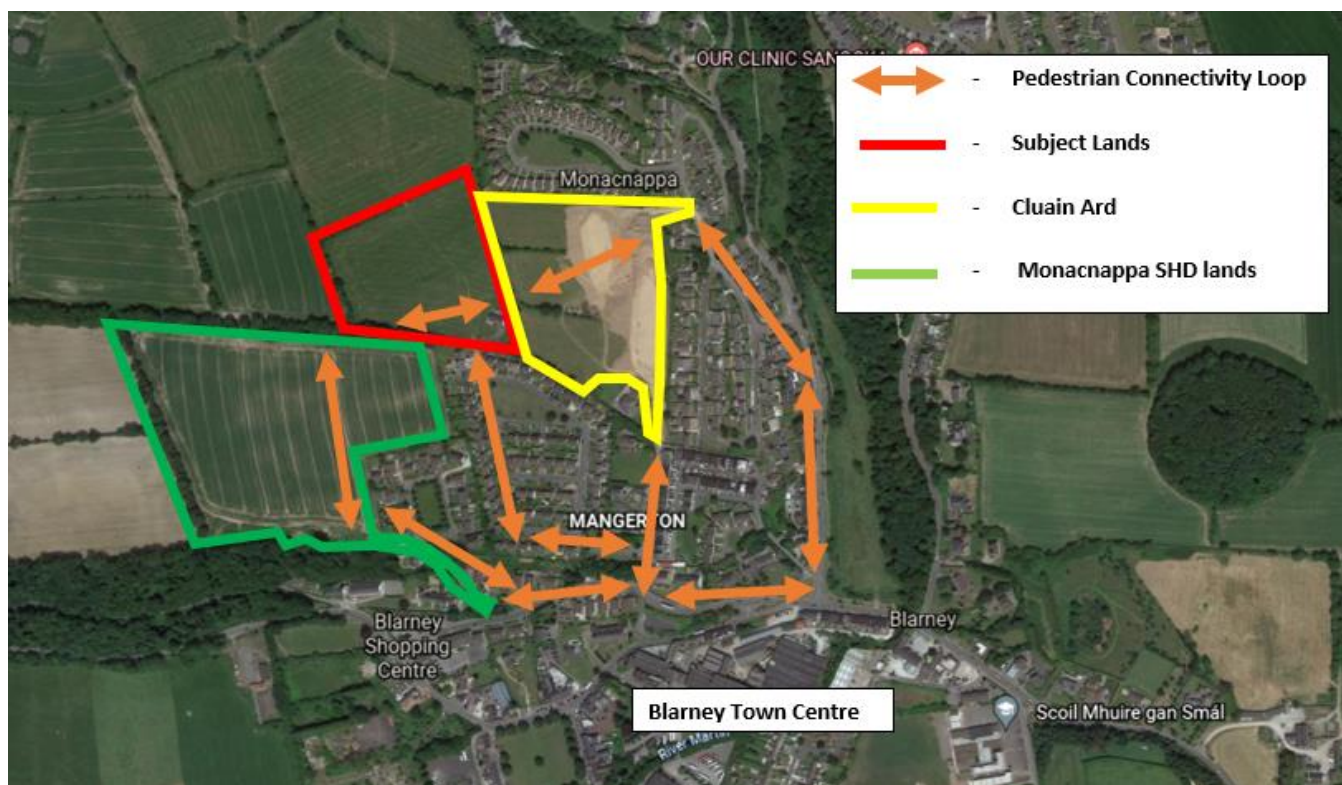 OUR CLINIC
- Pedestrian Connectivity Loop
- Subject Lands
- Cluain Ard
- Monacnappa SHD lands
Monacnappa
MANGERTON
Blarney
Shopping
Centre
Blarney
Blarney Town Centre
Scoil Mhuire gan Smál
River Martin